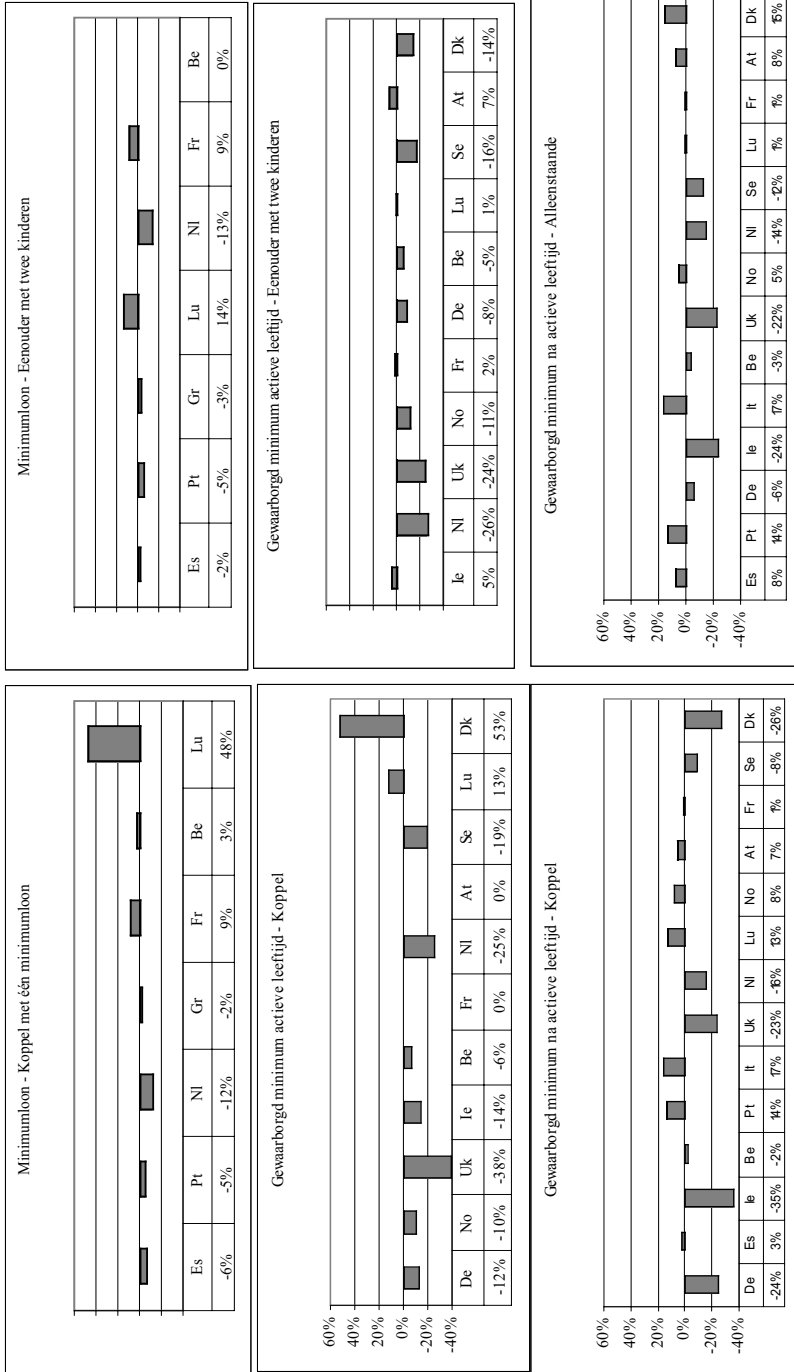 Minimumloon - Koppel met één minimumloon
Es Pt Nl Gr Fr Be Lu
-6% -5% -12% -2% 9% 3% 48%
Minimumloon - Eenouder met twee kinderen
Es Pt Gr Lu Nl Fr Be
-2% -5% -3% 14% -13% 9% 0%
Gewaarborgd minimum actieve leeftijd - Koppel
60%
40%
20%
0%
-20%
-40%
De No Uk Ie Be Fr Nl At Se Lu Dk
-12% -10% -38% -14% -6% 0% -25% 0% -19% 13% 53%
Gewaarborgd minimum actieve leeftijd - Eenouder met twee kinderen
Ie Nl Uk No Fr De Be Lu Se At Dk
5% -26% -24% -11% 2% -8% -5% 1% -16% 7% -14%
Gewaarborgd minimum na actieve leeftijd - Koppel
60%
40%
20%
0%
-20%
-40%
De Es Ie Be Pt It Uk Nl Lu No At Fr Se Dk
-24% 3% -35% -2% 14% 17% -23% -16% 13% 8% 7% 1% -8% -26%
Gewaarborgd minimum na actieve leeftijd - Alleenstaande
60%
40%
20%
0%
-20%
-40%
Es Pt De Ie It Be Uk No Nl Se Lu Fr At Dk
8% 14% -6% -24% 17% -3% -22% 5% -14% -12% 1% 1% 8% 15%